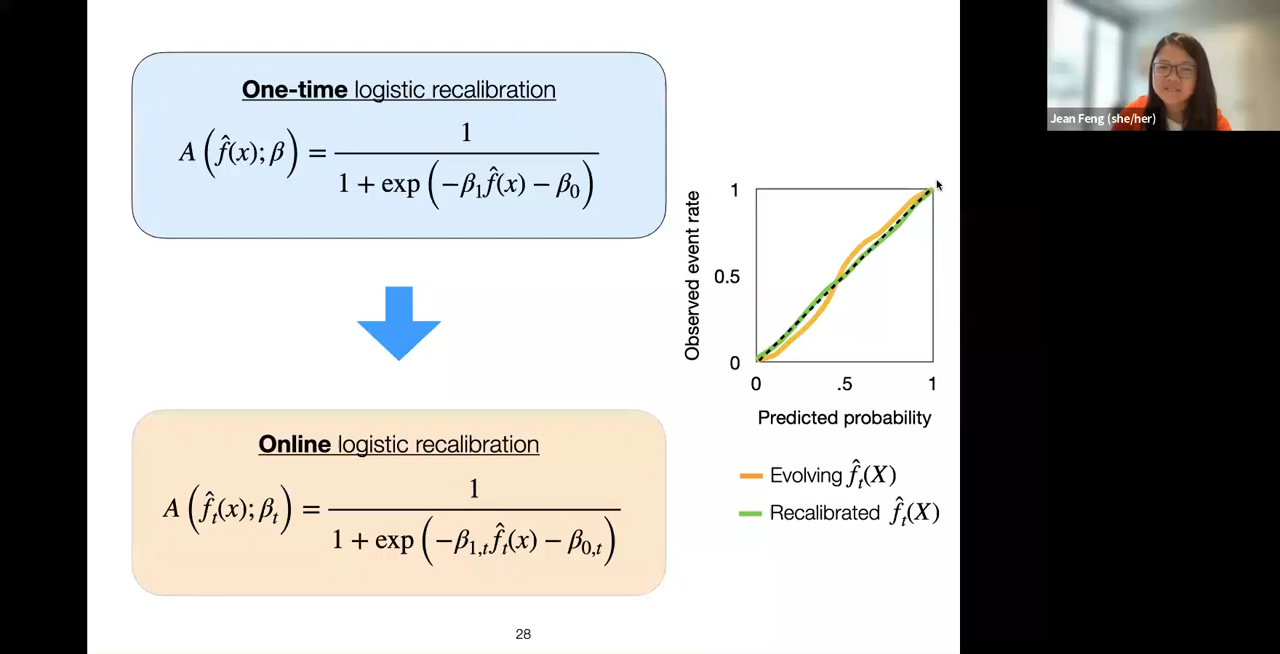 One-time logistic recalibration
A(f̂(x); β) = 1 / (1 + exp(−β₁f̂(x) − β₀))
Online logistic recalibration
A(f̂ₜ(x); βₜ) = 1 / (1 + exp(−β₁,ₜf̂ₜ(x) − β₀,ₜ))
28
Observed event rate
1
0.5
0
0 .5 1
Predicted probability
Evolving f̂ₜ(X)
Recalibrated f̂ₜ(X)
Jean Feng (she/her)